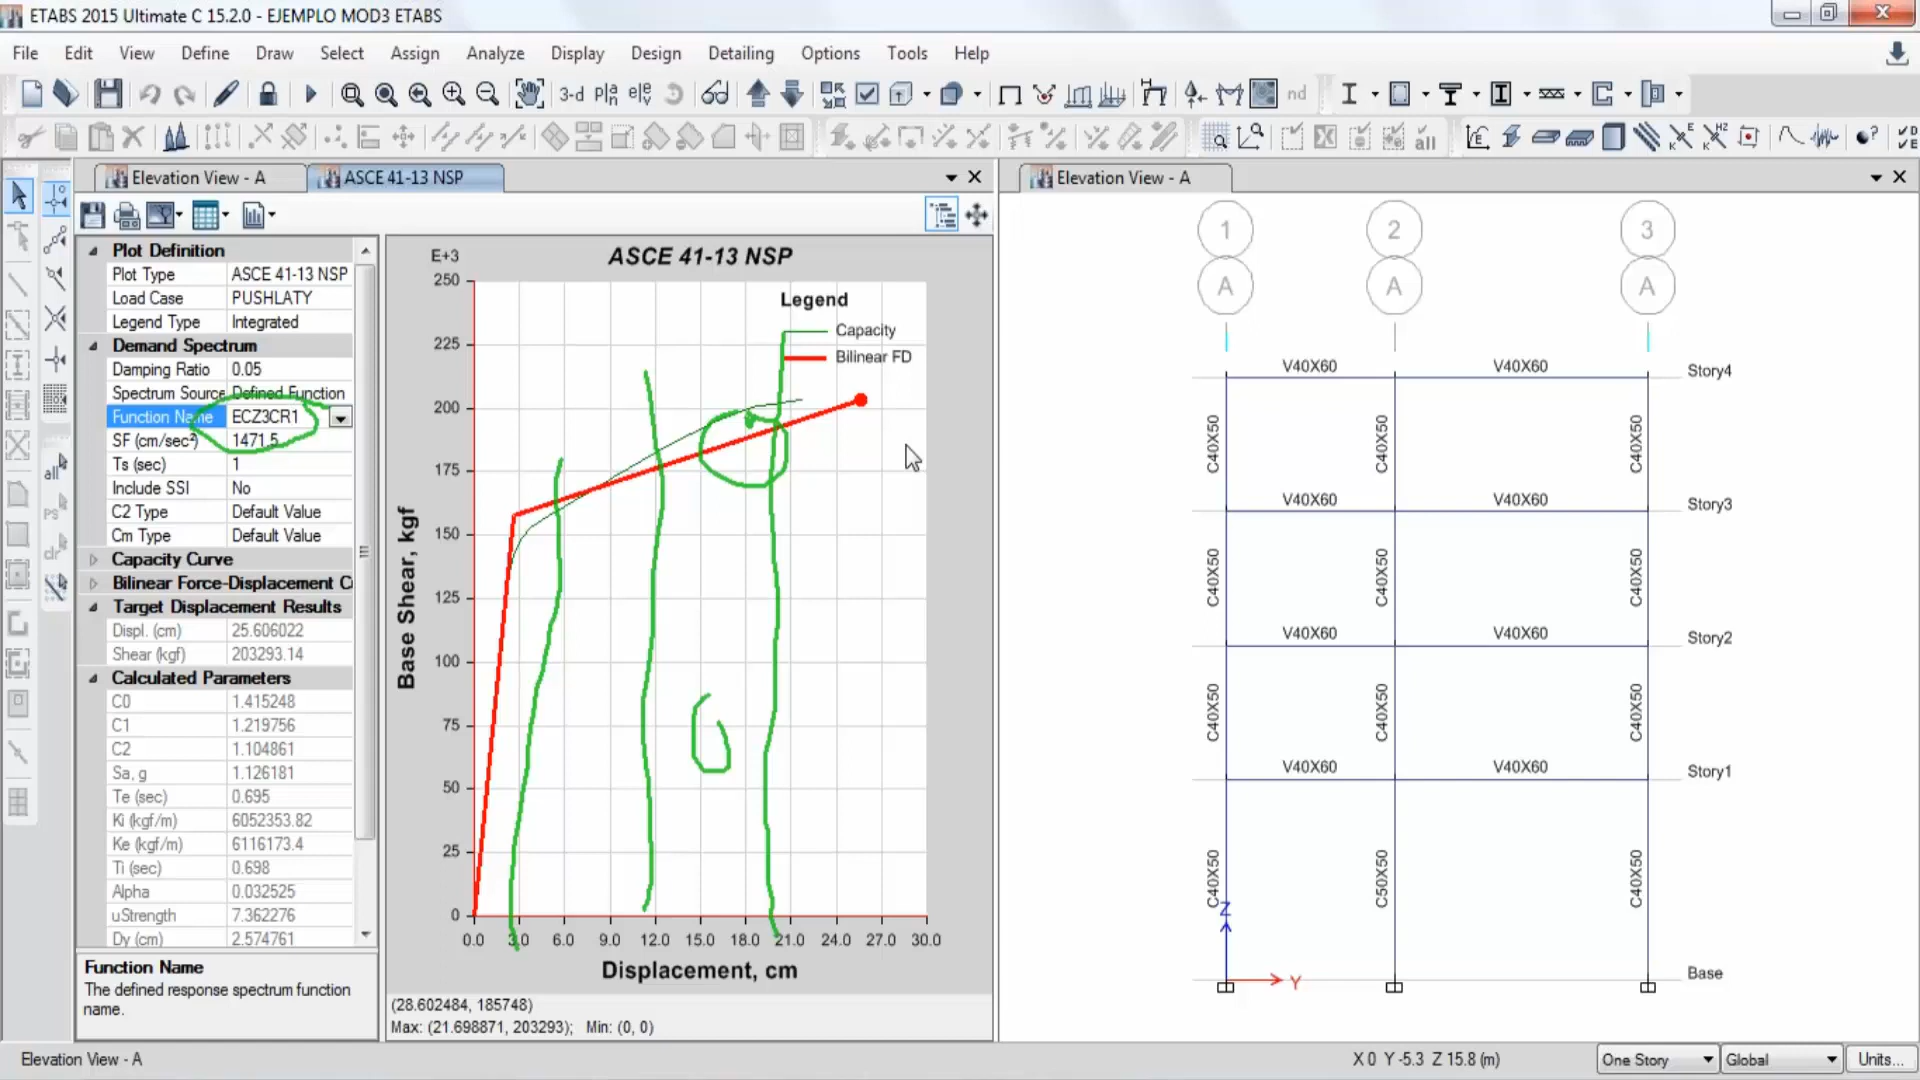 ETABS 2015 Ultimate C 15.2.0 - EJEMPLO MOD3 ETABS
File Edit View Define Draw Select Assign Analyze Display Design Detailing Options Tools Help
3-d
nd
all
Elevation View - A
ASCE 41-13 NSP
Elevation View - A
Plot Definition
Plot Type ASCE 41-13 NSP
Load Case PUSHLATY
Legend Type Integrated
Demand Spectrum
Damping Ratio 0.05
Spectrum Source Defined Function
Function Name ECZ3CR1
SF (cm/sec²) 1471.5
Ts (sec) 1
Include SSI No
C2 Type Default Value
Cm Type Default Value
Capacity Curve
Bilinear Force-Displacement C
Target Displacement Results
Displ. (cm) 25.606022
Shear (kgf) 203293.14
Calculated Parameters
C0 1.415248
C1 1.219756
C2 1.104861
Sa, g 1.126181
Te (sec) 0.695
Ki (kgf/m) 6052353.82
Ke (kgf/m) 6116173.4
Ti (sec) 0.698
Alpha 0.032525
uStrength 7.362276
Dy (cm) 2.574761
Function Name
The defined response spectrum function
name.
all
ps
dr
ASCE 41-13 NSP
E+3
250
225
200
175
150
125
100
75
50
25
0
Base Shear, kgf
Legend
Capacity
Bilinear FD
0.0 3.0 6.0 9.0 12.0 15.0 18.0 21.0 24.0 27.0 30.0
Displacement, cm
(28.602484, 185748)
Max: (21.698871, 203293); Min: (0, 0)
1 2 3
A A A
V40X60 V40X60 Story4
C40X50 C40X50 C40X50
V40X60 V40X60 Story3
C40X50 C40X50 C40X50
V40X60 V40X60 Story2
C40X50 C40X50 C40X50
V40X60 V40X60 Story1
C40X50 C50X50 C40X50
Z
Y
Base
Elevation View - A
X 0 Y -5.3 Z 15.8 (m)
One Story
Global
Units...